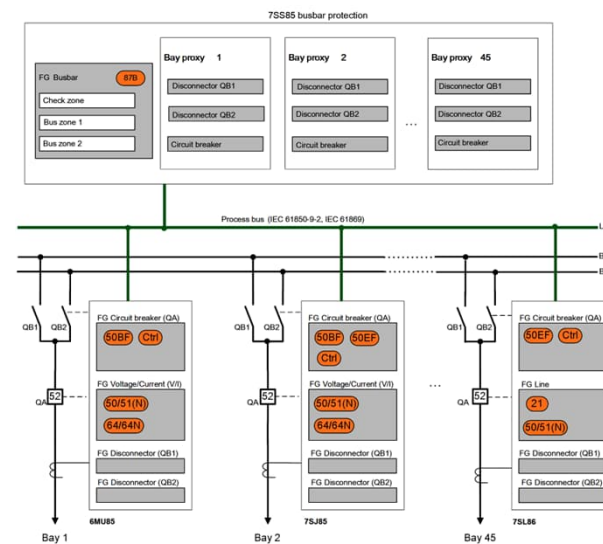 7SS85 busbar protection
FG Busbar 87B
Check zone
Bus zone 1
Bus zone 2
Bay proxy 1
Disconnector QB1
Disconnector QB2
Circuit breaker
Bay proxy 2
Disconnector QB1
Disconnector QB2
Circuit breaker
...
Bay proxy 45
Disconnector QB1
Disconnector QB2
Circuit breaker
Process bus (IEC 61850-9-2, IEC 61869)
L
B
B
QB1
QB2
QA
52
FG Circuit breaker (QA)
50BF Ctrl
FG Voltage/Current (V/I)
50/51(N)
64/64N
FG Disconnector (QB1)
FG Disconnector (QB2)
6MU85
Bay 1
QB1
QB2
QA
52
FG Circuit breaker (QA)
50BF 50EF
Ctrl
FG Voltage/Current (V/I)
50/51(N)
64/64N
FG Disconnector (QB1)
FG Disconnector (QB2)
7SJ85
Bay 2
...
QB1
QB2
QA
52
FG Circuit breaker (QA)
50EF Ctrl
FG Line
21
50/51(N)
FG Disconnector (QB1)
FG Disconnector (QB2)
7SL86
Bay 45